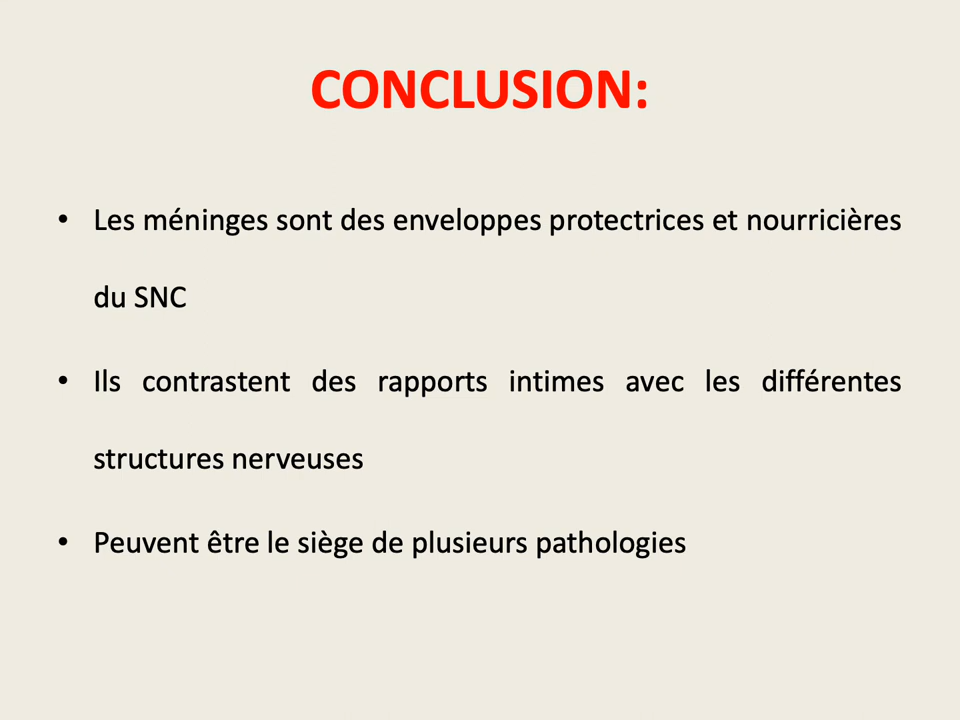 CONCLUSION:
• Les méninges sont des enveloppes protectrices et nourricières
du SNC
• Ils contrastent des rapports intimes avec les différentes
structures nerveuses
• Peuvent être le siège de plusieurs pathologies